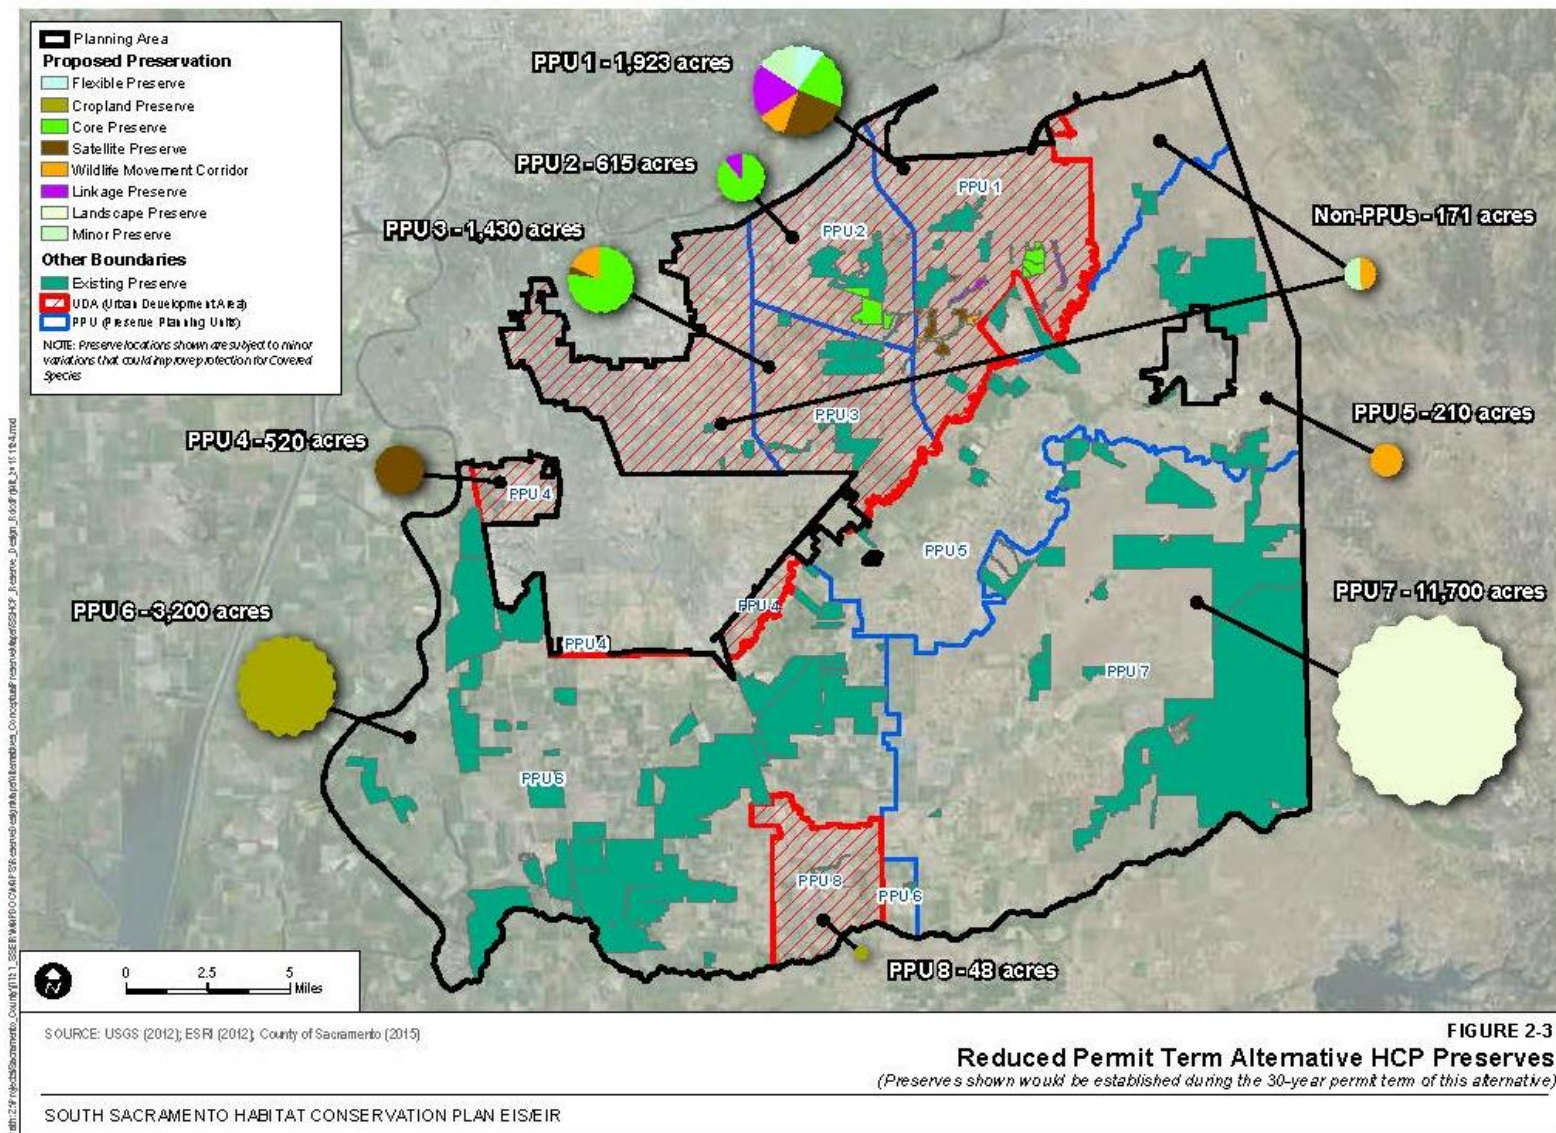 Planning Area
Proposed Preservation
Flexible Preserve
Cropland Preserve
Core Preserve
Satellite Preserve
Wildlife Movement Corridor
Linkage Preserve
Landscape Preserve
Minor Preserve
Other Boundaries
Existing Preserve
UDA (Urban Development Area)
PPU (Preserve Planning Units)
NOTE: Preserve locations shown are subject to minor
variations that could improve protection for Covered
Species
PPU 1 - 1,923 acres
PPU 2 - 615 acres
PPU 3 - 1,430 acres
Non-PPUs - 171 acres
PPU 4 - 520 acres
PPU 5 - 210 acres
PPU 6 - 3,200 acres
PPU 7 - 11,700 acres
PPU 8 - 48 acres
PPU 1
PPU 2
PPU 3
PPU 4
PPU 5
PPU 4
PPU 4
PPU 7
PPU 6
PPU 8
PPU 6
N
0 2.5 5
Miles
SOURCE: USGS (2012); ESRI (2012); County of Sacramento (2015)
FIGURE 2-3
Reduced Permit Term Alternative HCP Preserves
(Preserves shown would be established during the 30-year permit term of this alternative)
SOUTH SACRAMENTO HABITAT CONSERVATION PLAN EIS/EIR